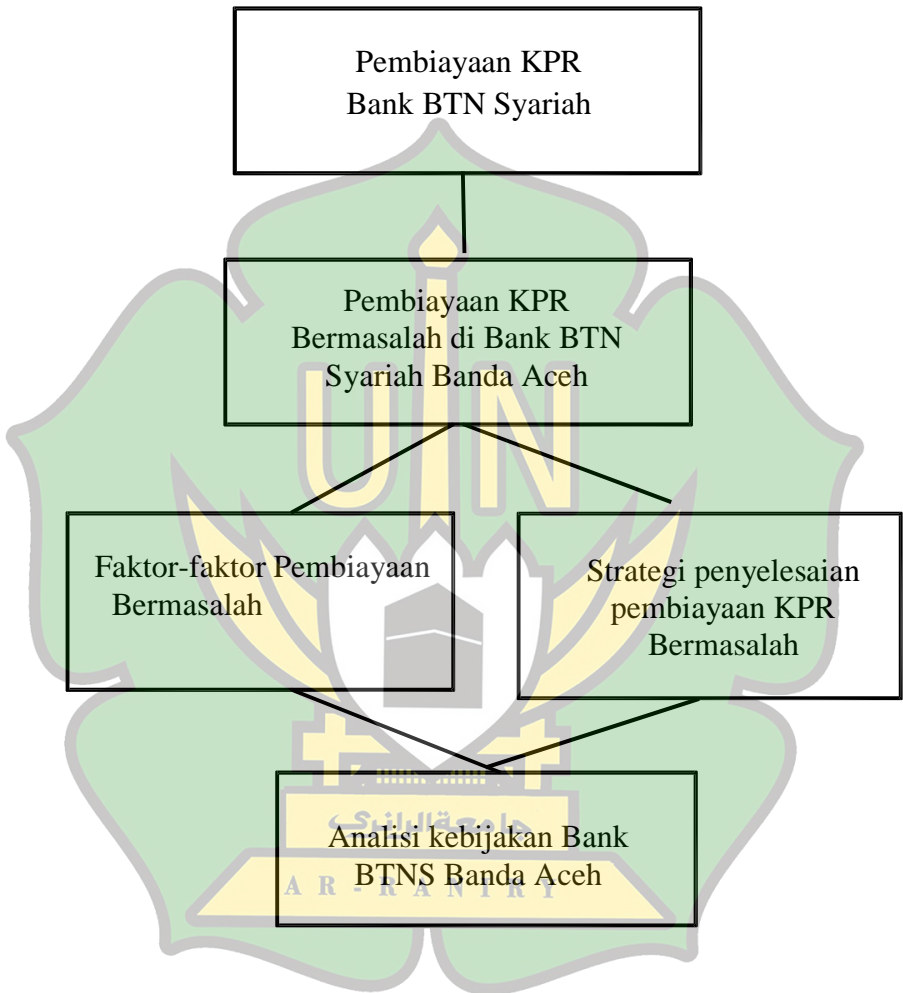 Pembiayaan KPR
Bank BTN Syariah
Pembiayaan KPR
Bermasalah di Bank BTN
Syariah Banda Aceh
UIN
Faktor-faktor Pembiayaan
Bermasalah
Strategi penyelesaian
pembiayaan KPR
Bermasalah
جامعة الرانري
Analisi kebijakan Bank
BTNS Banda Aceh
AR-RANIRY